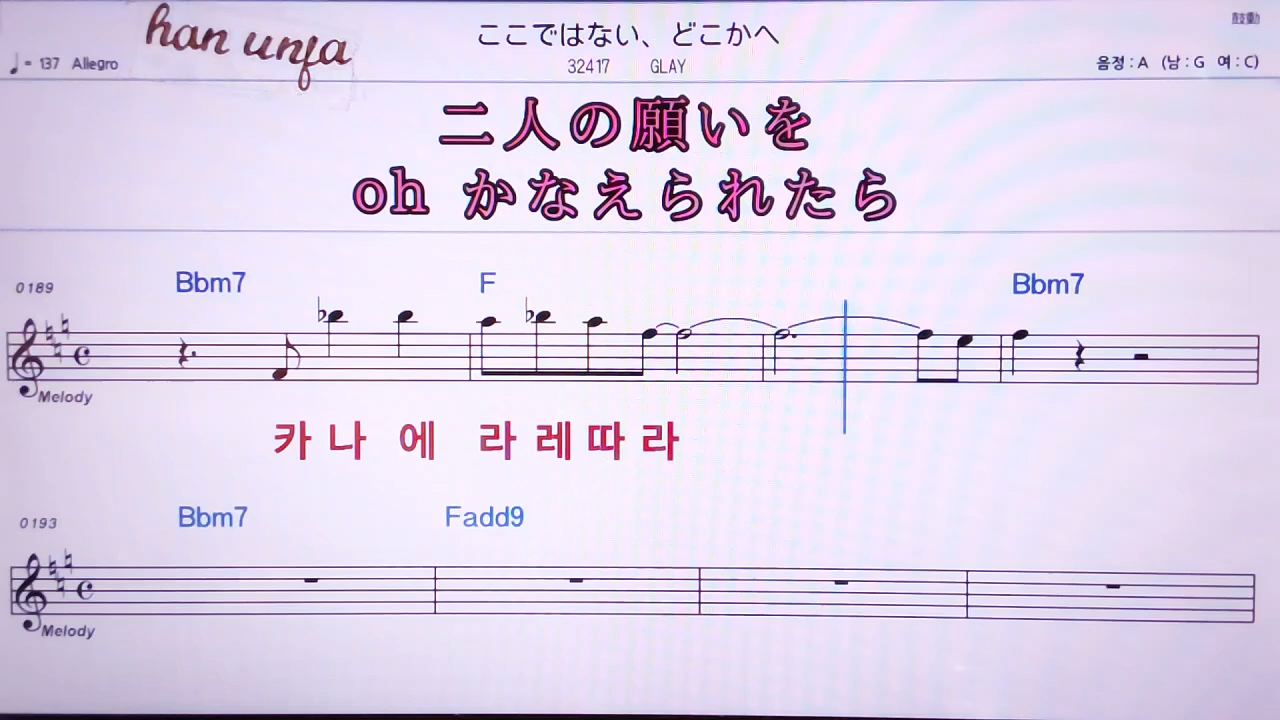 han unja
ここではない、どこかへ
♩= 137 Allegro
32417 GLAY
음정 : A (남 : G 여 : C)
二人の願いを
oh かなえられたら
0189
Bbm7 F Bbm7
Melody
카 나 에 라 레 따 라
0193
Bbm7 Fadd9
Melody